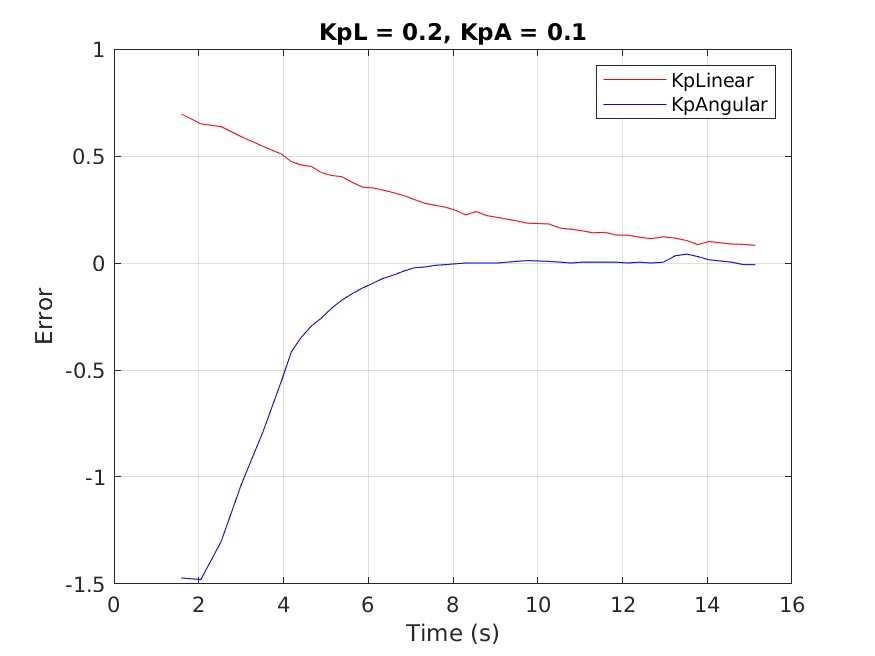 KpL = 0.2, KpA = 0.1
KpLinear
KpAngular
1
0.5
0
-0.5
-1
-1.5
Error
0 2 4 6 8 10 12 14 16
Time (s)